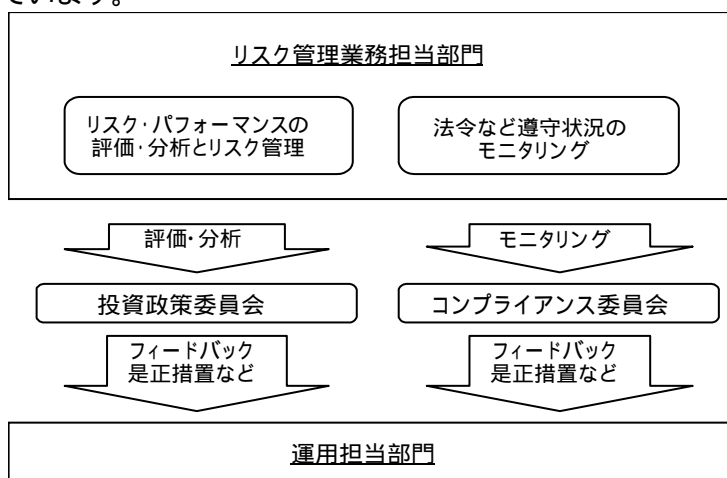 ています。
リスク管理業務担当部門
リスク・パフォーマンスの
評価・分析とリスク管理
法令など遵守状況の
モニタリング
評価・分析
モニタリング
投資政策委員会
コンプライアンス委員会
フィードバック
是正措置など
フィードバック
是正措置など
運用担当部門